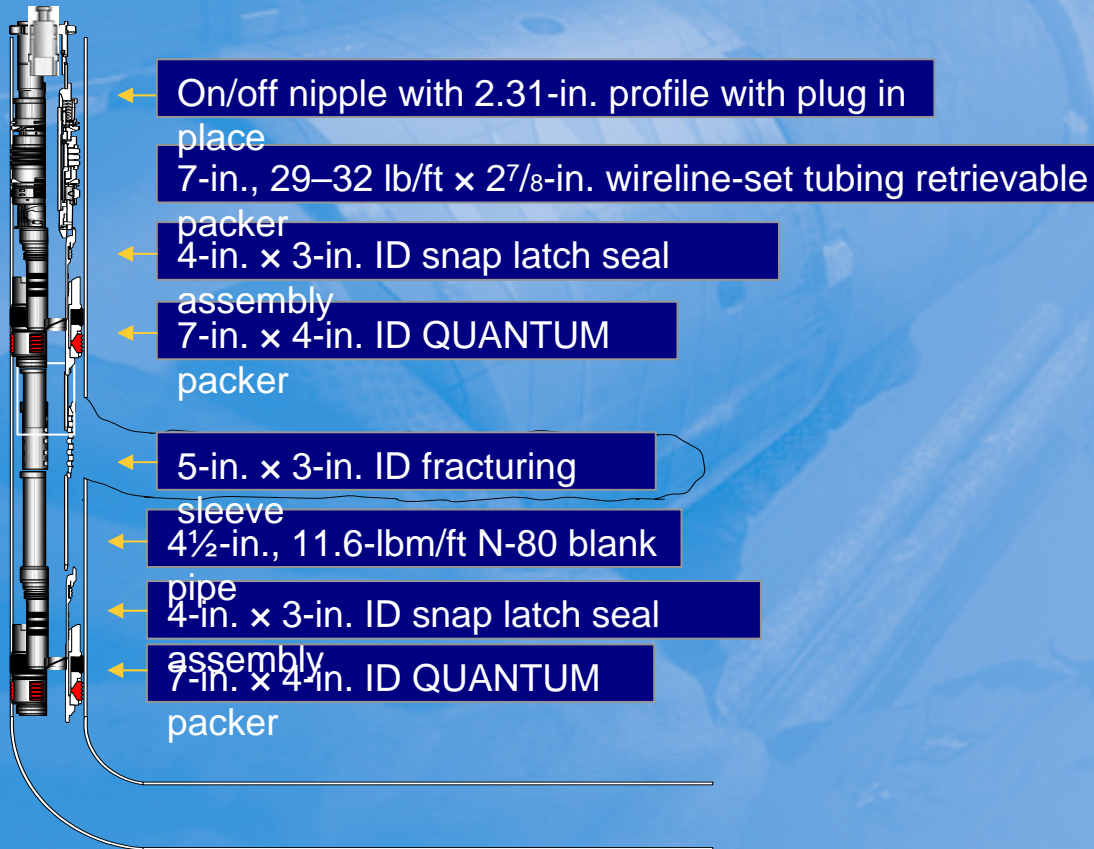 On/off nipple with 2.31-in. profile with plug in
place
7-in., 29–32 lb/ft × 2⁷/₈-in. wireline-set tubing retrievable
packer
4-in. × 3-in. ID snap latch seal
assembly
7-in. × 4-in. ID QUANTUM
packer
5-in. × 3-in. ID fracturing
sleeve
4½-in., 11.6-lbm/ft N-80 blank
pipe
4-in. × 3-in. ID snap latch seal
assembly
7-in. × 4-in. ID QUANTUM
packer